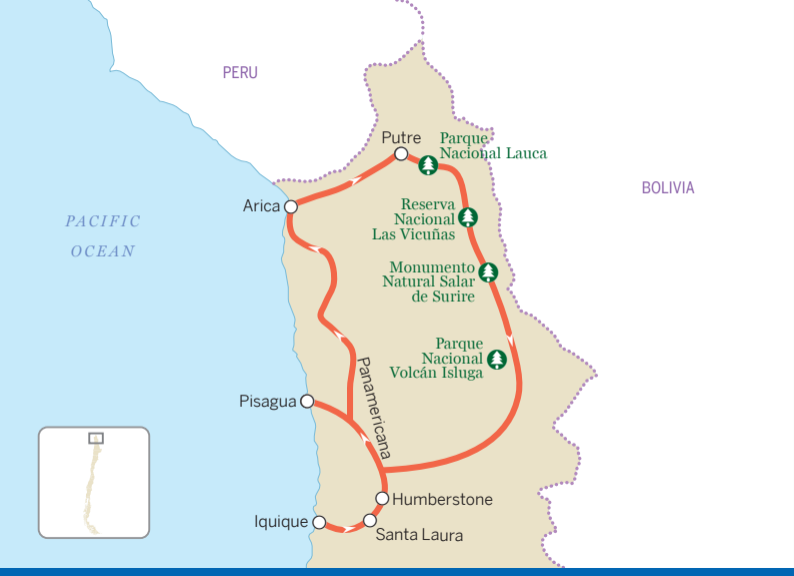 PERU
Putre
Parque
Nacional Lauca
BOLIVIA
Arica
Reserva
Nacional
Las Vicuñas
PACIFIC
OCEAN
Monumento
Natural Salar
de Surire
Parque
Nacional
Volcán Isluga
Panamericana
Pisagua
Humberstone
Iquique
Santa Laura